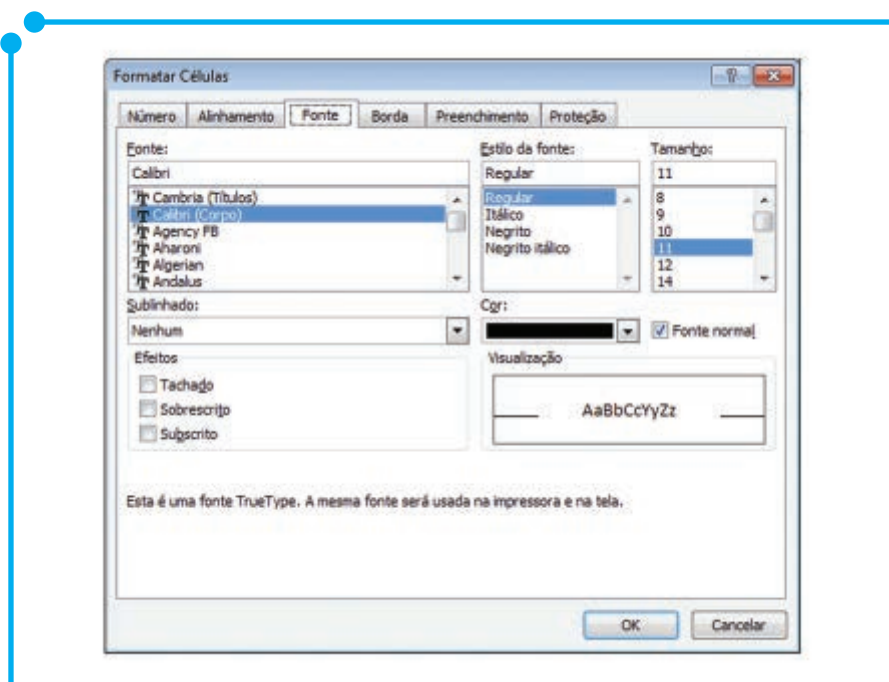 Formatar Células
Número Alinhamento Fonte Borda Preenchimento Proteção
Fonte: Estilo da fonte: Tamanho:
Calibri Regular 11
Cambria (Títulos) Regular 8
Calibri (Corpo) Itálico 9
Agency FB Negrito 10
Aharoni Negrito itálico 11
Algerian 12
Andalus 14
Sublinhado: Cor:
Nenhum Fonte normal
Efeitos Visualização
Tachado
Sobrescrito AaBbCcYyZz
Subscrito
Esta é uma fonte TrueType. A mesma fonte será usada na impressora e na tela.
OK Cancelar